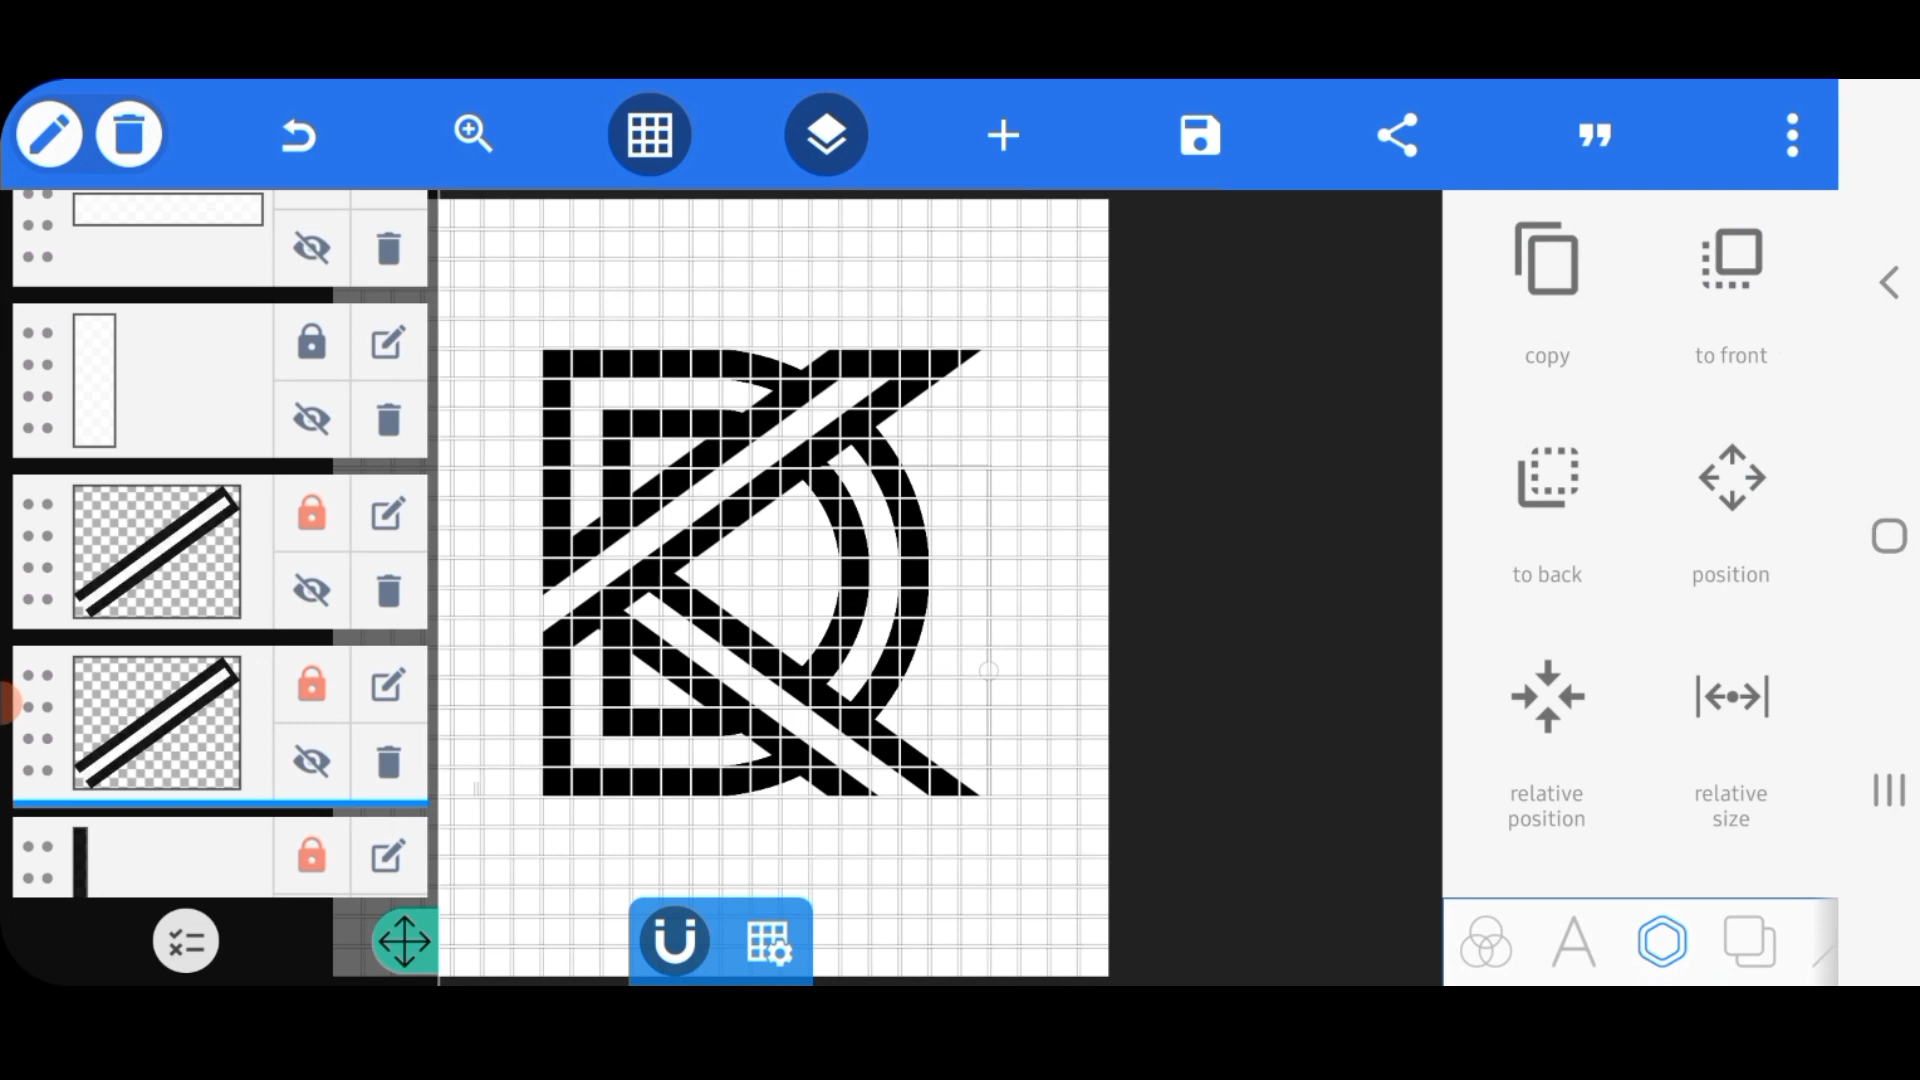 copy
to front
to back
position
relative
position
relative
size